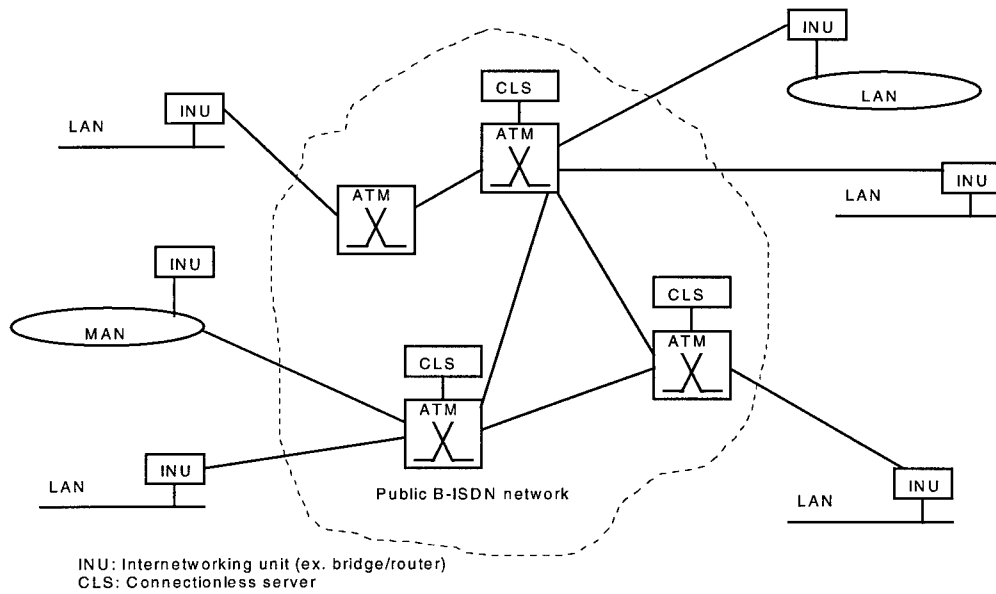 INU
CLS
LAN
INU
LAN
ATM
INU
LAN
ATM
INU
CLS
MAN
ATM
CLS
ATM
INU
LAN
INU
LAN
Public B-ISDN network
INU: Internetworking unit (ex. bridge/router)
CLS: Connectionless server